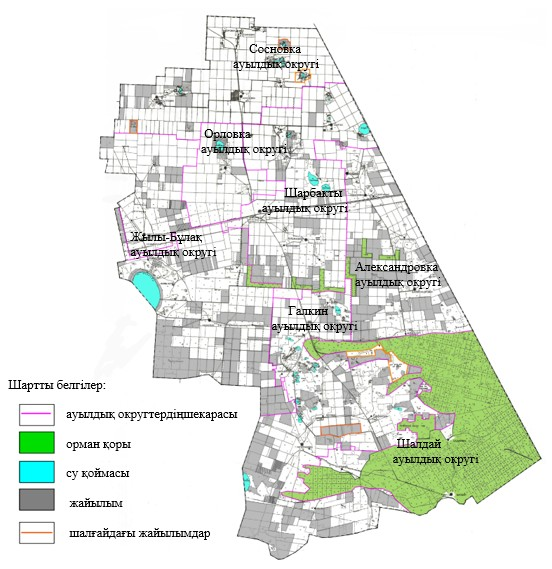 Сосновка
ауылдық округі
Орловка
ауылдық округі
Шарбақты
ауылдық округі
Жылы-Бұлақ
ауылдық округі
Александровка
ауылдық округі
Галкин
ауылдық округі
Шалдай
ауылдық округі
Шартты белгілер:
ауылдық округтердіңшекарасы
орман қоры
су қоймасы
жайылым
шалғайдағы жайылымдар